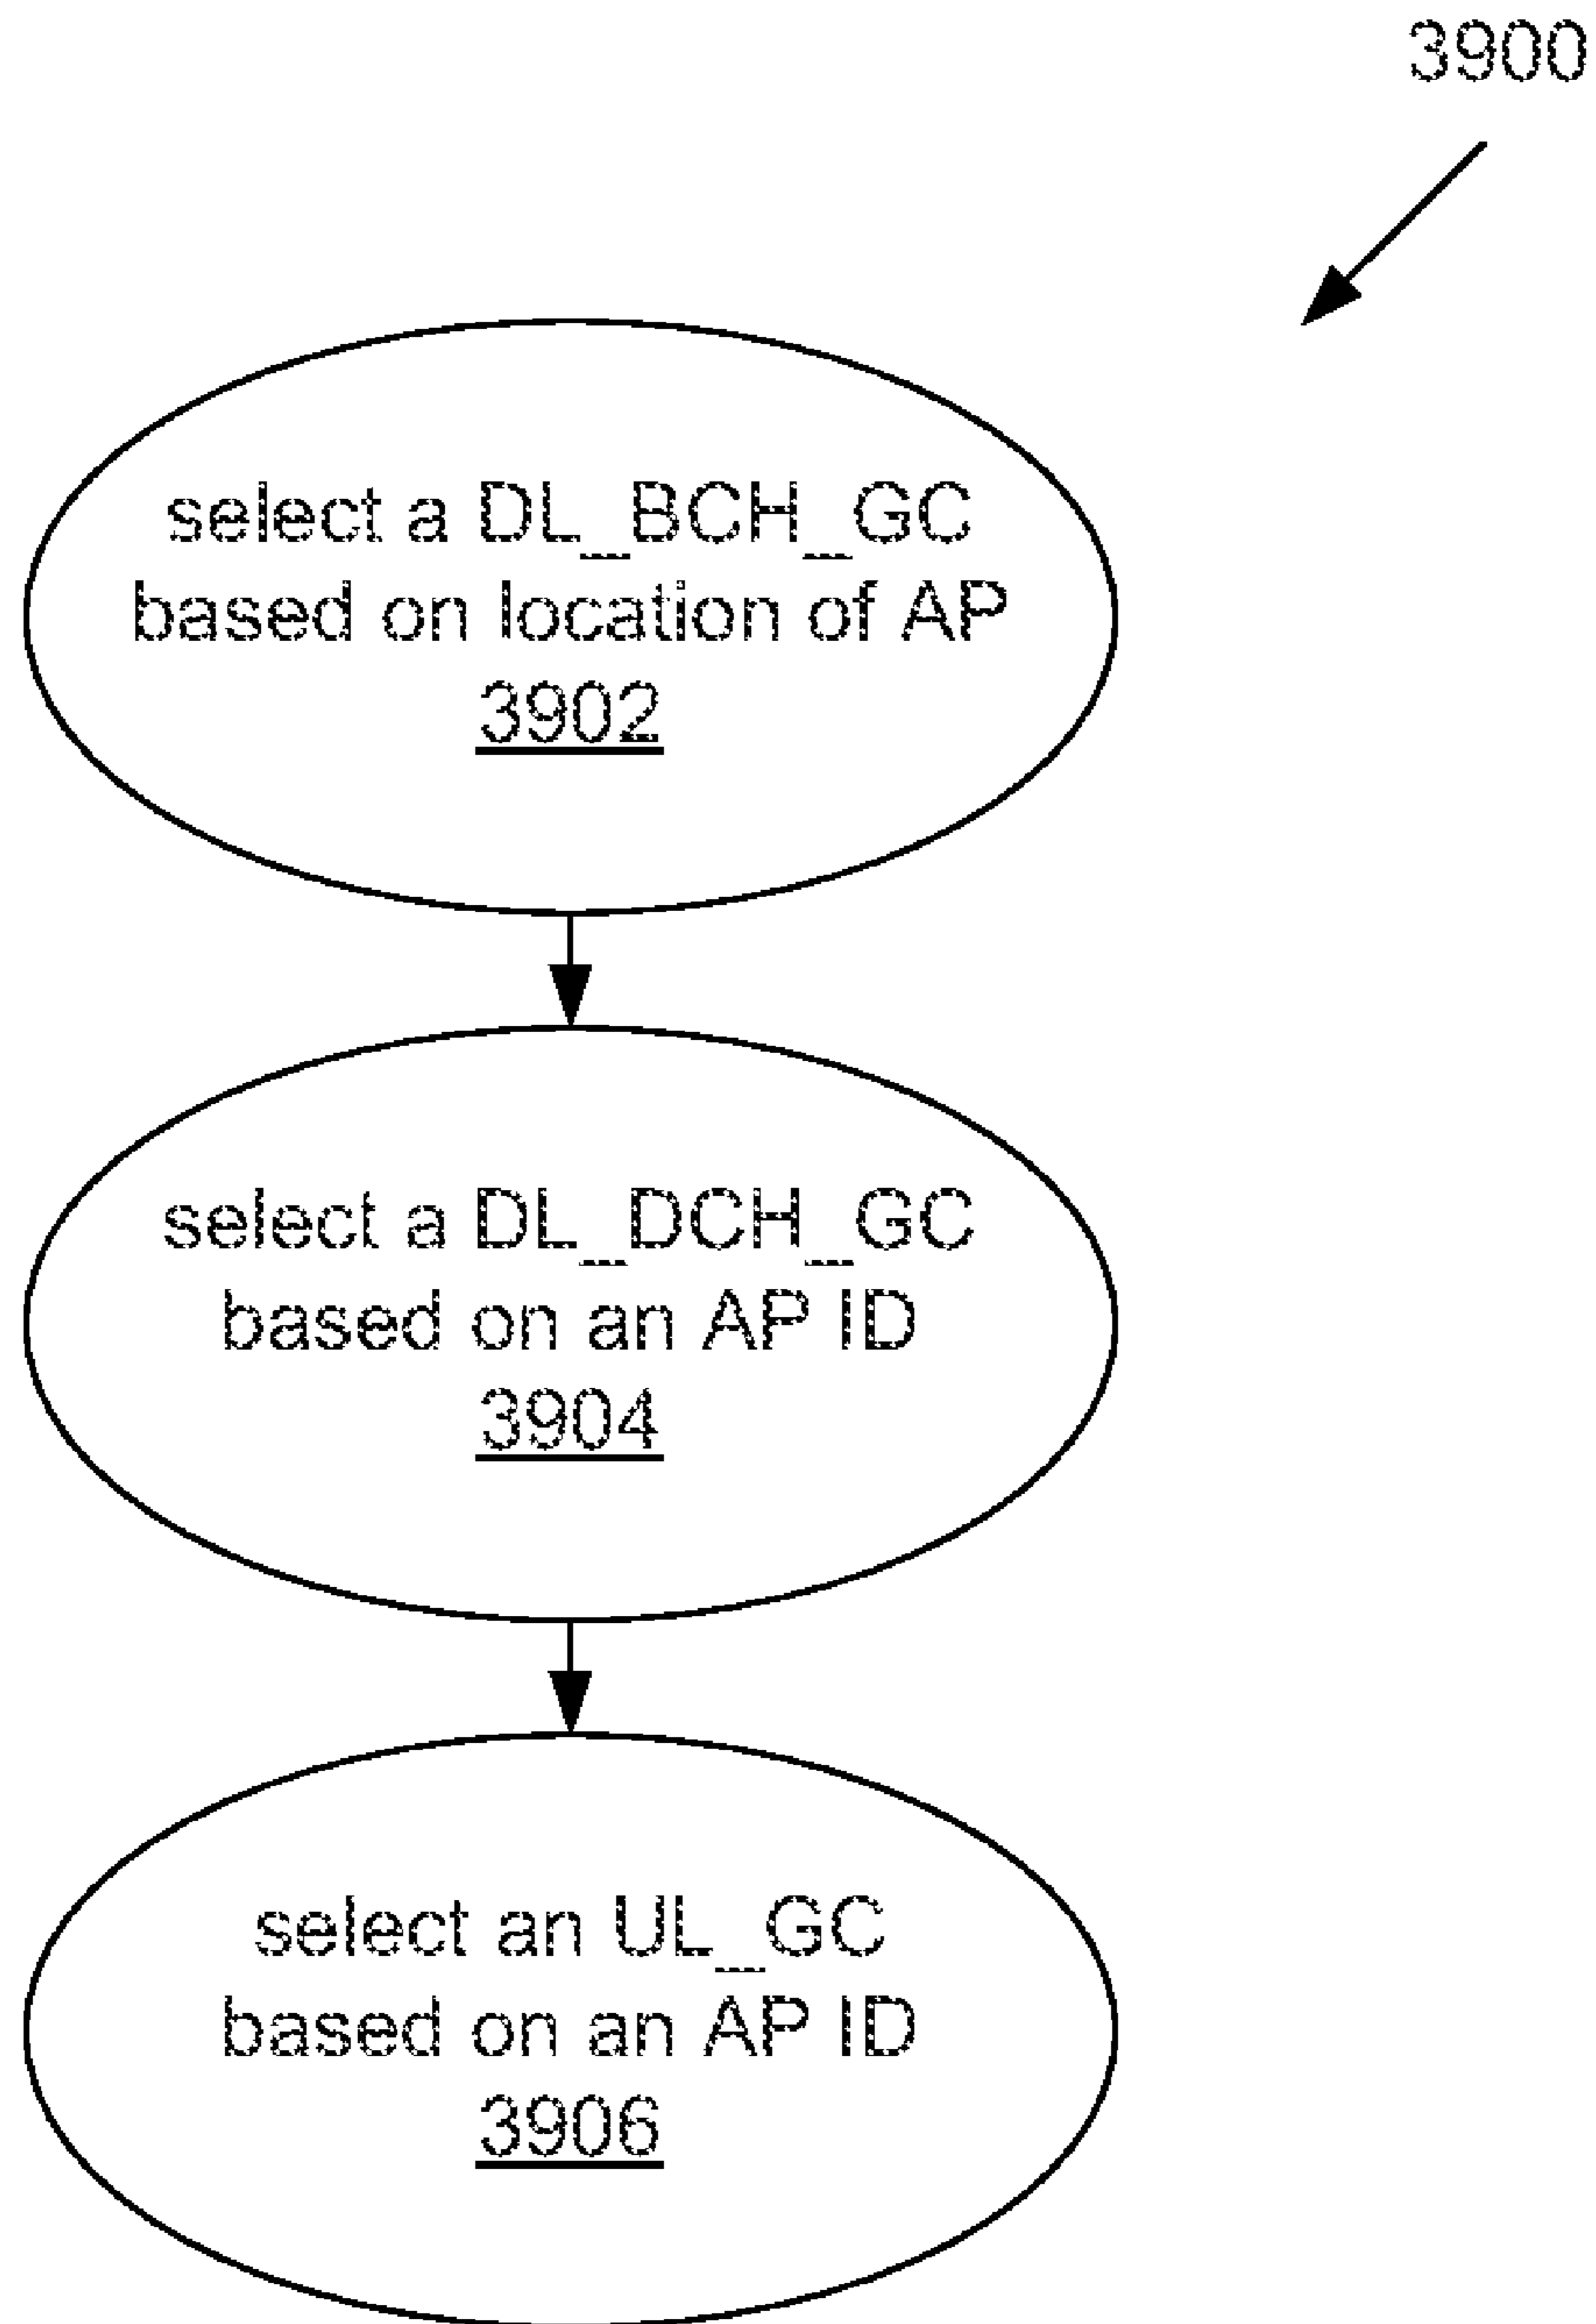 3900
select a DL_BCH_GC
based on location of AP
3902
select a DL_DCH_GC
based on an AP ID
3904
select an UL_GC
based on an AP ID
3906